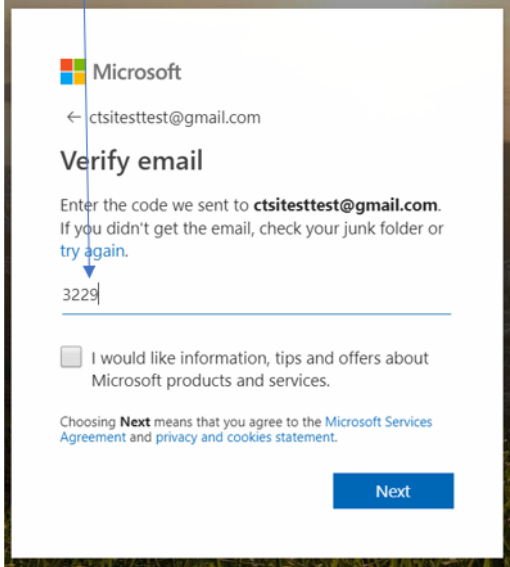 Microsoft
← ctsitesttest@gmail.com
Verify email
Enter the code we sent to ctsitesttest@gmail.com.
If you didn't get the email, check your junk folder or
try again.
3229
I would like information, tips and offers about
Microsoft products and services.
Choosing Next means that you agree to the Microsoft Services
Agreement and privacy and cookies statement.
Next